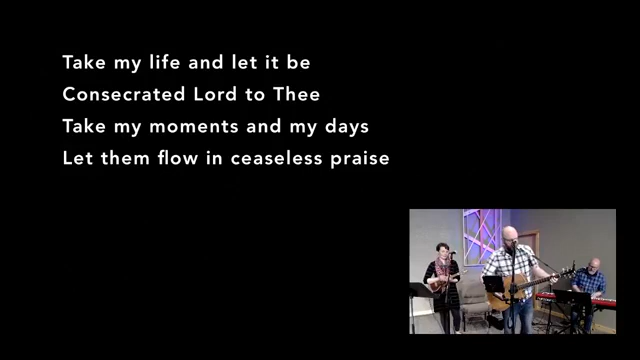 Take my life and let it be
Consecrated Lord to Thee
Take my moments and my days
Let them flow in ceaseless praise